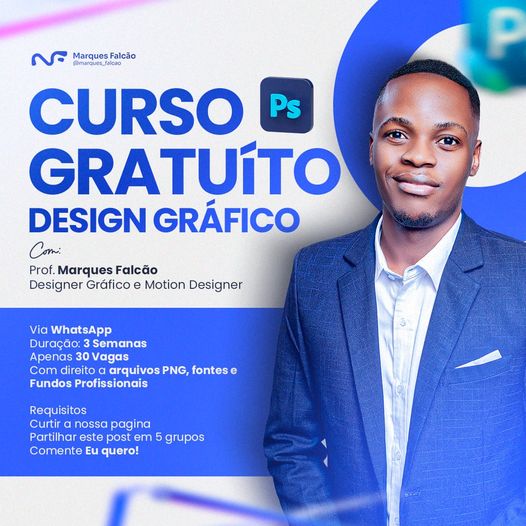 Marques Falcão
@marques_falcao
CURSO
Ps
GRATUíTO
DESIGN GRÁFICO
Com:
Prof. Marques Falcão
Designer Gráfico e Motion Designer
Via WhatsApp
Duração: 3 Semanas
Apenas 30 Vagas
Com direito a arquivos PNG, fontes e
Fundos Profissionais
Requisitos
Curtir a nossa pagina
Partilhar este post em 5 grupos
Comente Eu quero!